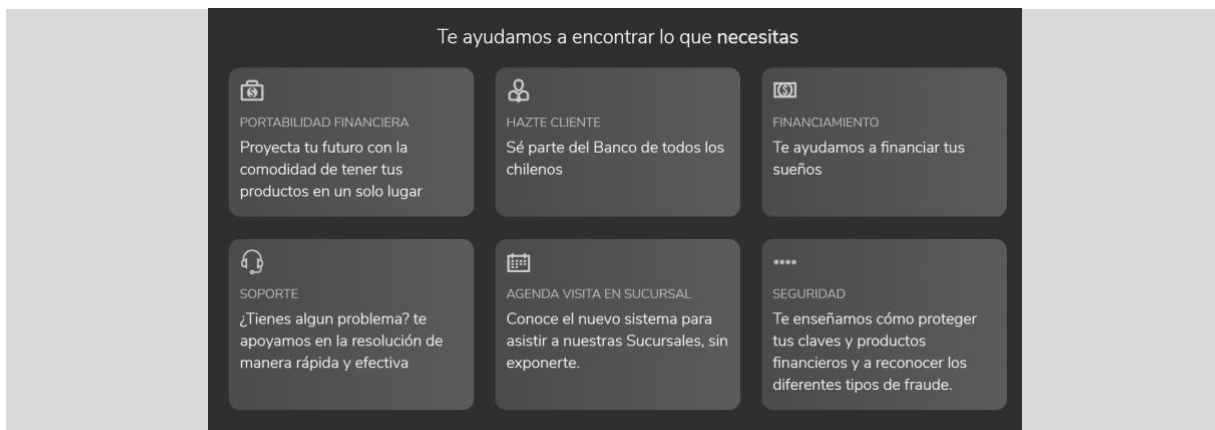 Te ayudamos a encontrar lo que necesitas
PORTABILIDAD FINANCIERA
Proyecta tu futuro con la
comodidad de tener tus
productos en un solo lugar
HAZTE CLIENTE
Sé parte del Banco de todos los
chilenos
FINANCIAMIENTO
Te ayudamos a financiar tus
sueños
SOPORTE
¿Tienes algun problema? te
apoyamos en la resolución de
manera rápida y efectiva
AGENDA VISITA EN SUCURSAL
Conoce el nuevo sistema para
asistir a nuestras Sucursales, sin
exponerte.
SEGURIDAD
Te enseñamos cómo proteger
tus claves y productos
financieros y a reconocer los
diferentes tipos de fraude.